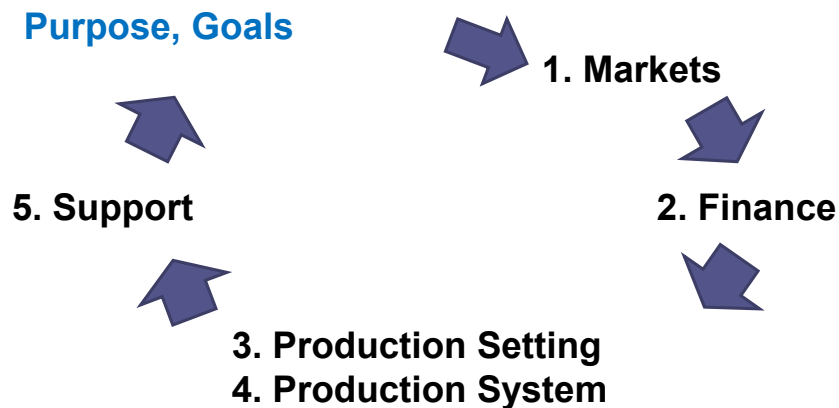 Purpose, Goals
1. Markets
5. Support
2. Finance
3. Production Setting
4. Production System